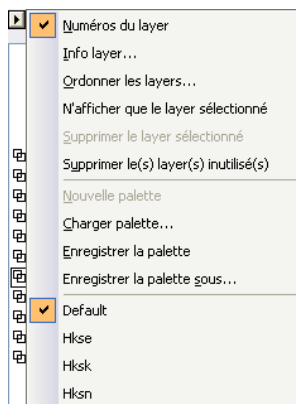 Numéros du layer
Info layer...
Ordonner les layers...
N'afficher que le layer sélectionné
Supprimer le layer sélectionné
Supprimer le(s) layer(s) inutilisé(s)
Nouvelle palette
Charger palette...
Enregistrer la palette
Enregistrer la palette sous...
Default
Hkse
Hksk
Hksn